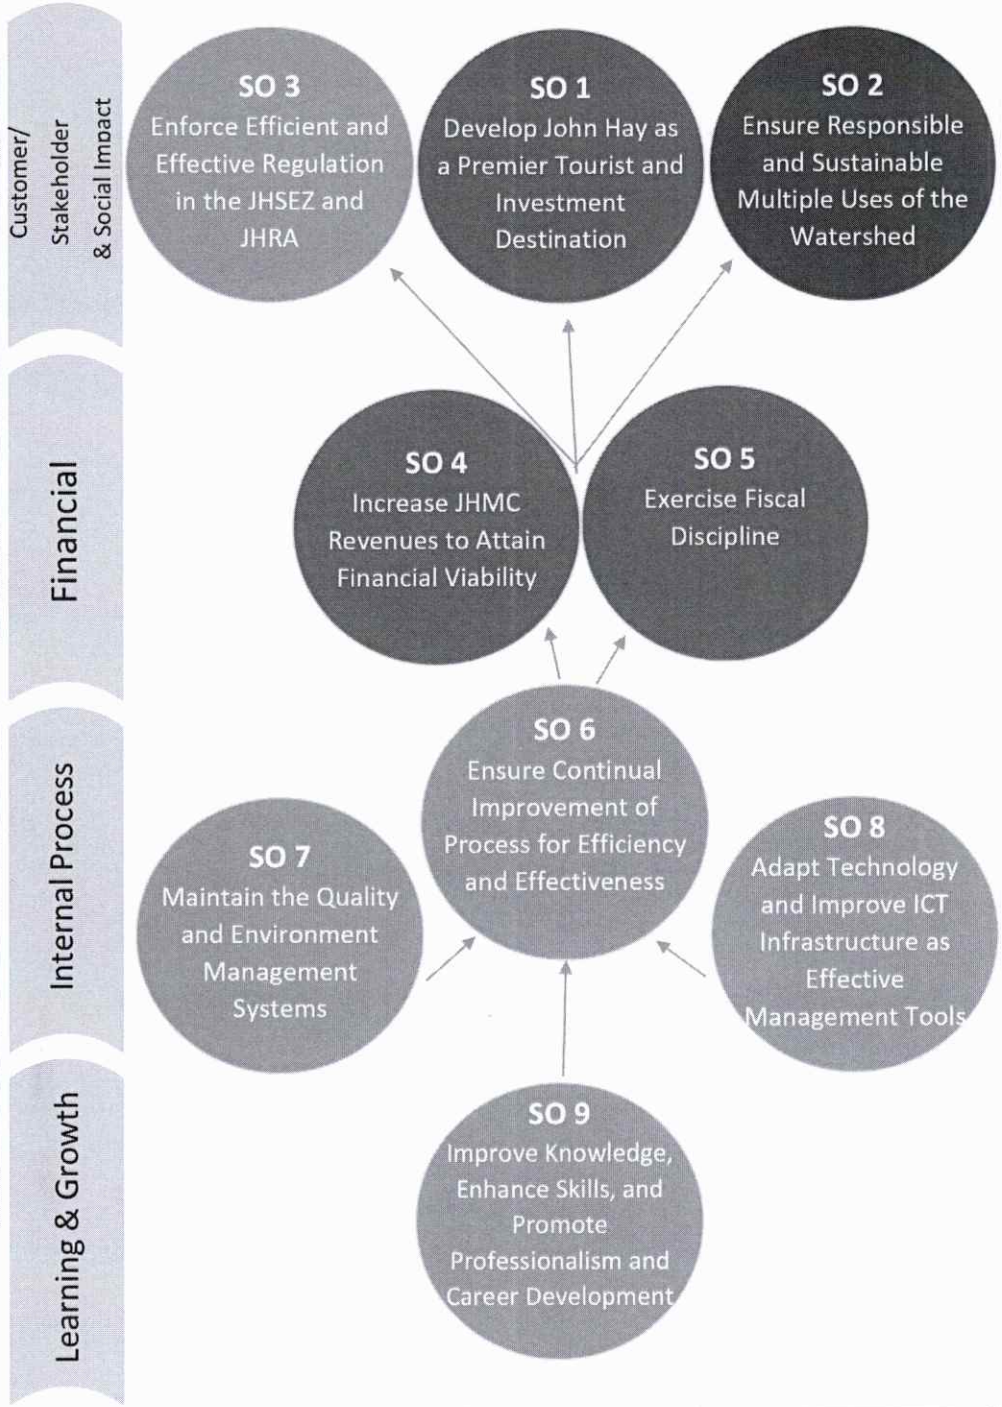 Customer/
Stakeholder
& Social Impact
SO 3
Enforce Efficient and
Effective Regulation
in the JHSEZ and
JHRA
SO 1
Develop John Hay as
a Premier Tourist and
Investment
Destination
SO 2
Ensure Responsible
and Sustainable
Multiple Uses of the
Watershed
Financial
SO 4
Increase JHMC
Revenues to Attain
Financial Viability
SO 5
Exercise Fiscal
Discipline
Internal Process
SO 6
Ensure Continual
Improvement of
Process for Efficiency
and Effectiveness
SO 7
Maintain the Quality
and Environment
Management
Systems
SO 8
Adapt Technology
and Improve ICT
Infrastructure as
Effective
Management Tools
Learning & Growth
SO 9
Improve Knowledge,
Enhance Skills, and
Promote
Professionalism and
Career Development